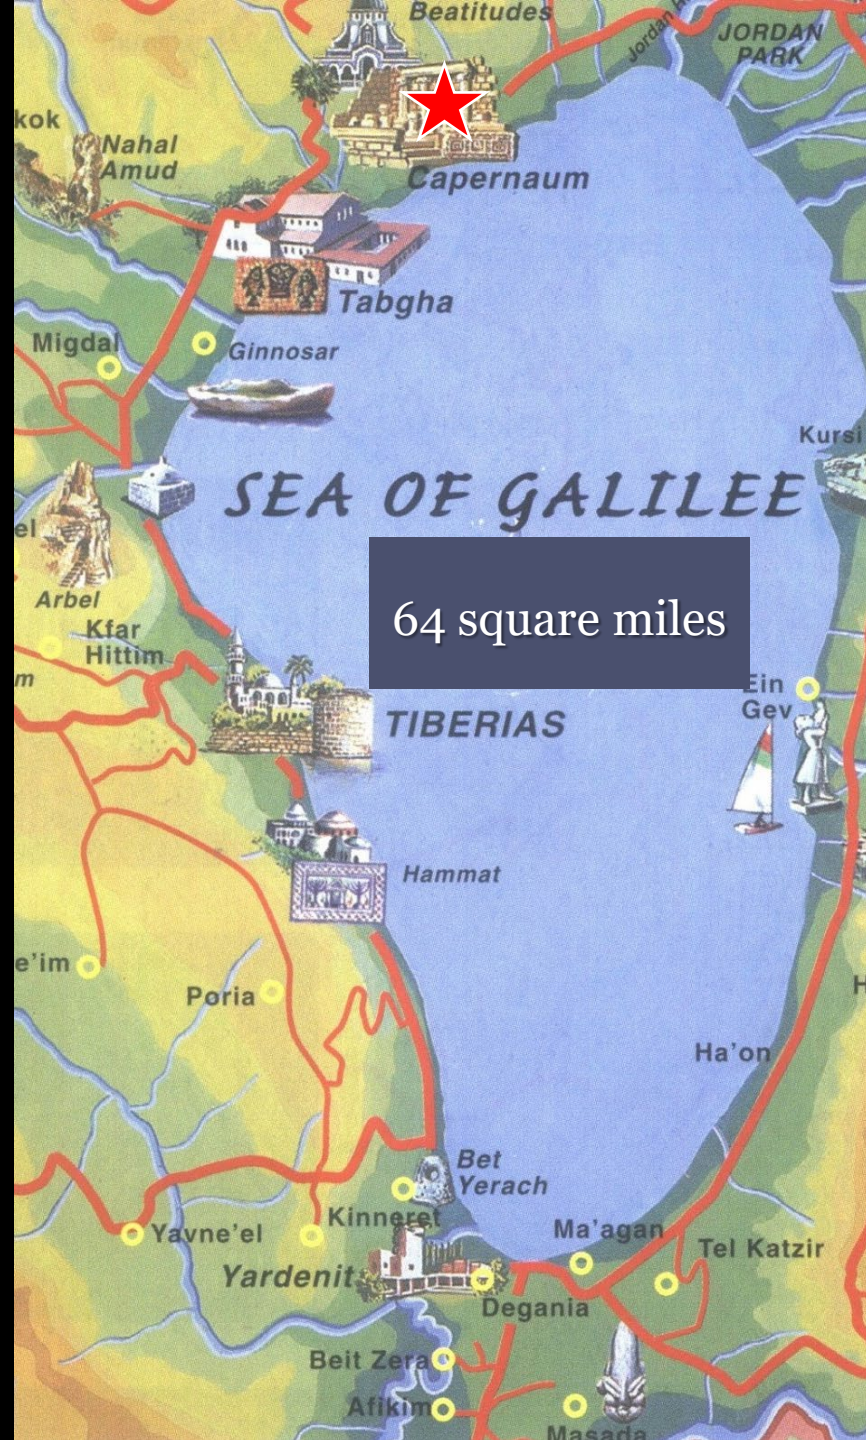 Beatitudes
JORDAN
PARK
kok
Nahal
Amud
Capernaum
Tabgha
Migdal
Ginnosar
Kursi
SEA OF GALILEE
el
Arbel
64 square miles
Kfar
Hittim
m
Ein
Gev
TIBERIAS
Hammat
e'im
Poria
H
Ha'on
Bet
Yerach
Kinneret
Yavne'el
Ma'agan
Tel Katzir
Yardenit
Degania
Beit Zera
Afikim
Masada